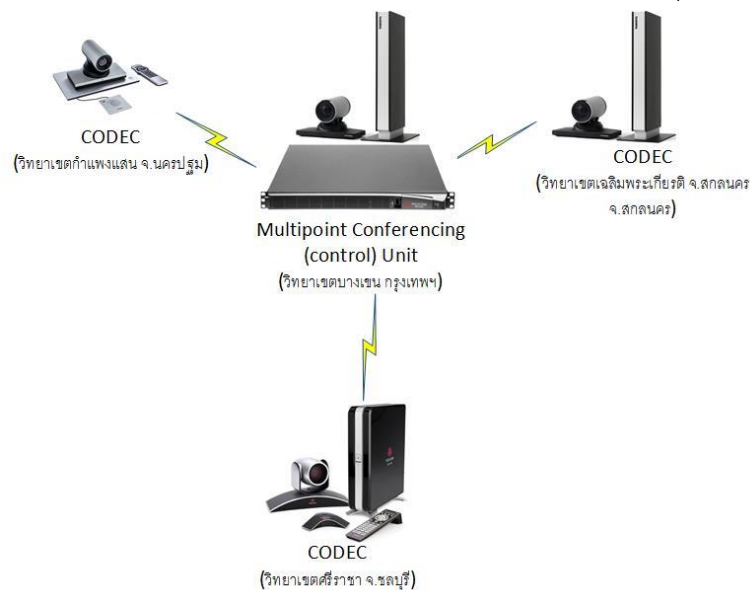 CODEC
(วิทยาเขตกำแพงแสน จ.นครปฐม)
CODEC
(วิทยาเขตเฉลิมพระเกียรติ จ.สกลนคร
จ.สกลนคร)
Multipoint Conferencing
(control) Unit
(วิทยาเขตบางเขน กรุงเทพฯ)
CODEC
(วิทยาเขตศรีราชา จ.ชลบุรี)